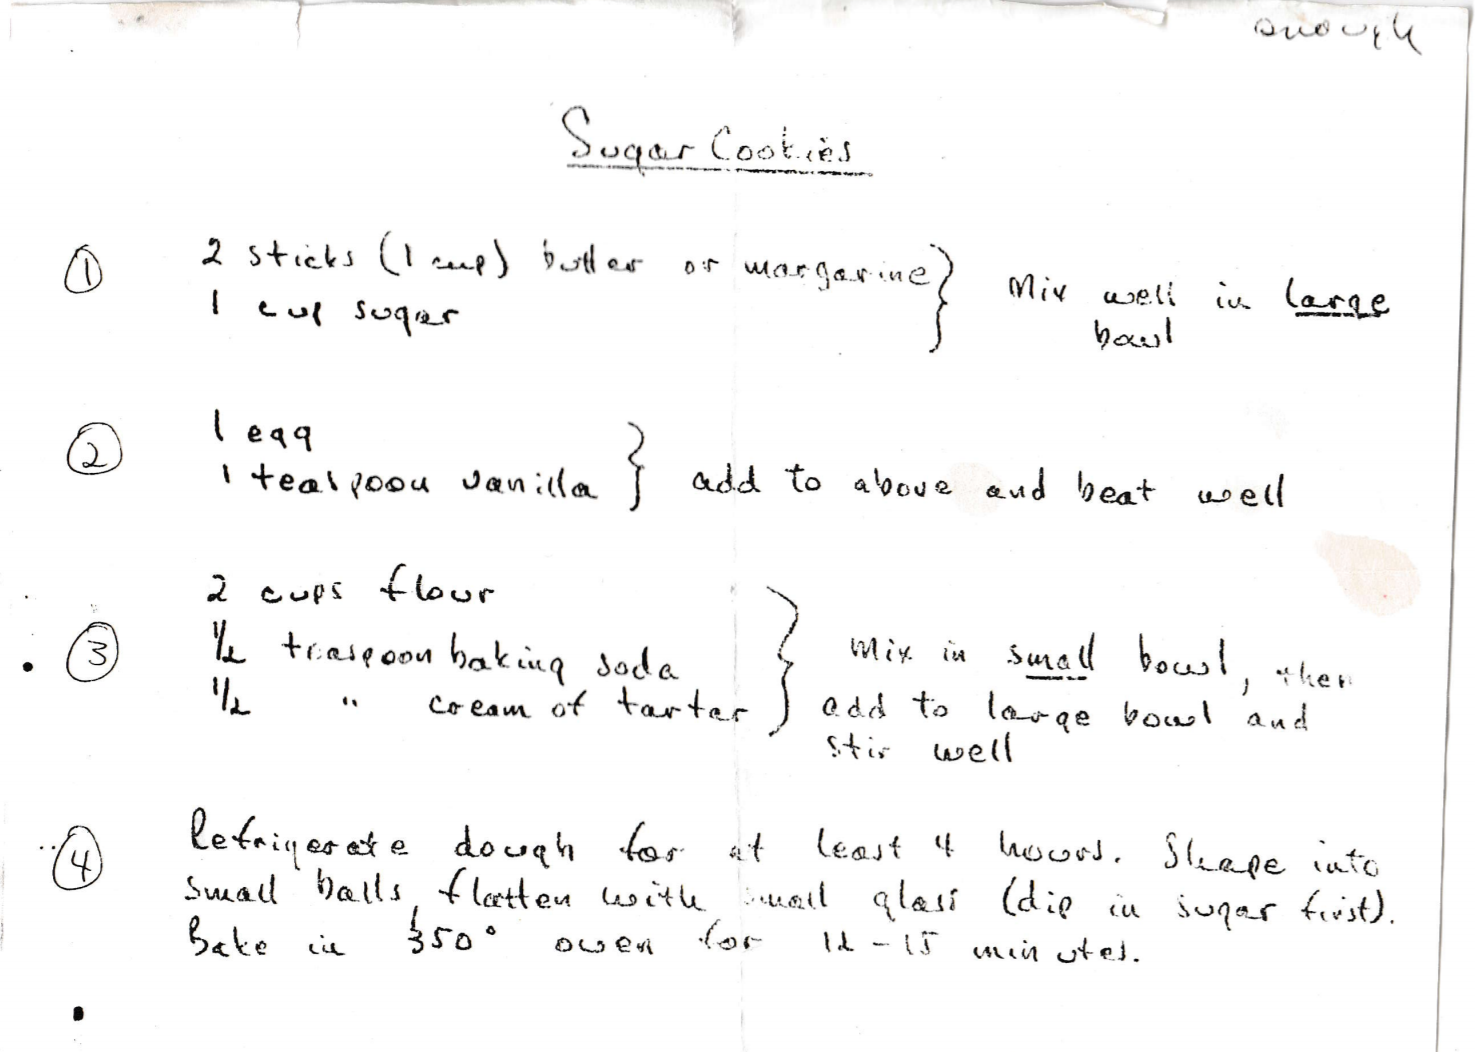 enough
Sugar Cookies
① 2 sticks (1 cup) butter or margarine } Mix well in large
1 cup sugar bowl
② 1 egg
1 teaspoon vanilla } add to above and beat well
③ 2 cups flour
1/2 teaspoon baking soda } Mix in small bowl, then
1/2 " cream of tartar add to large bowl and
stir well
④ Refrigerate dough for at least 4 hours. Shape into
small balls, flatten with small glass (dip in sugar first).
Bake in 350° oven for 12-15 minutes.